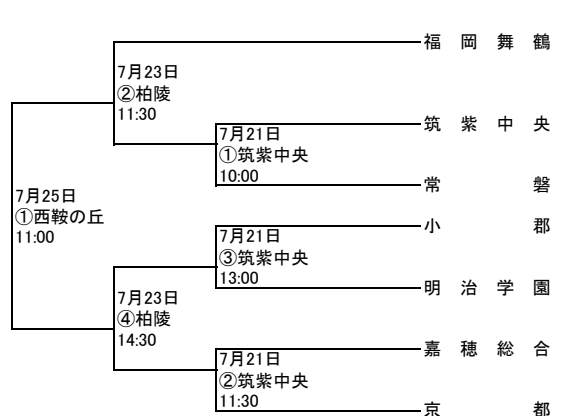 福岡舞鶴
7月23日
②柏陵
11:30
筑紫中央
7月21日
①筑紫中央
10:00
常磐
7月25日
①西鞍の丘
11:00
小郡
7月21日
③筑紫中央
13:00
明治学園
7月23日
④柏陵
14:30
嘉穂総合
7月21日
②筑紫中央
11:30
京都